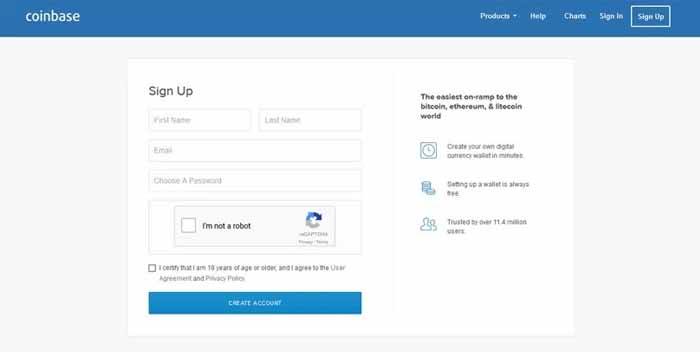 coinbase
Products
Help
Charts
Sign In
Sign Up
Sign Up
First Name
Last Name
Email
Choose A Password
I'm not a robot
reCAPTCHA
Privacy - Terms
I certify that I am 18 years of age or older, and I agree to the User
Agreement and Privacy Policy.
CREATE ACCOUNT
The easiest on-ramp to the
bitcoin, ethereum, & litecoin
world
Create your own digital
currency wallet in minutes.
Setting up a wallet is always
free.
Trusted by over 11.4 million
users.